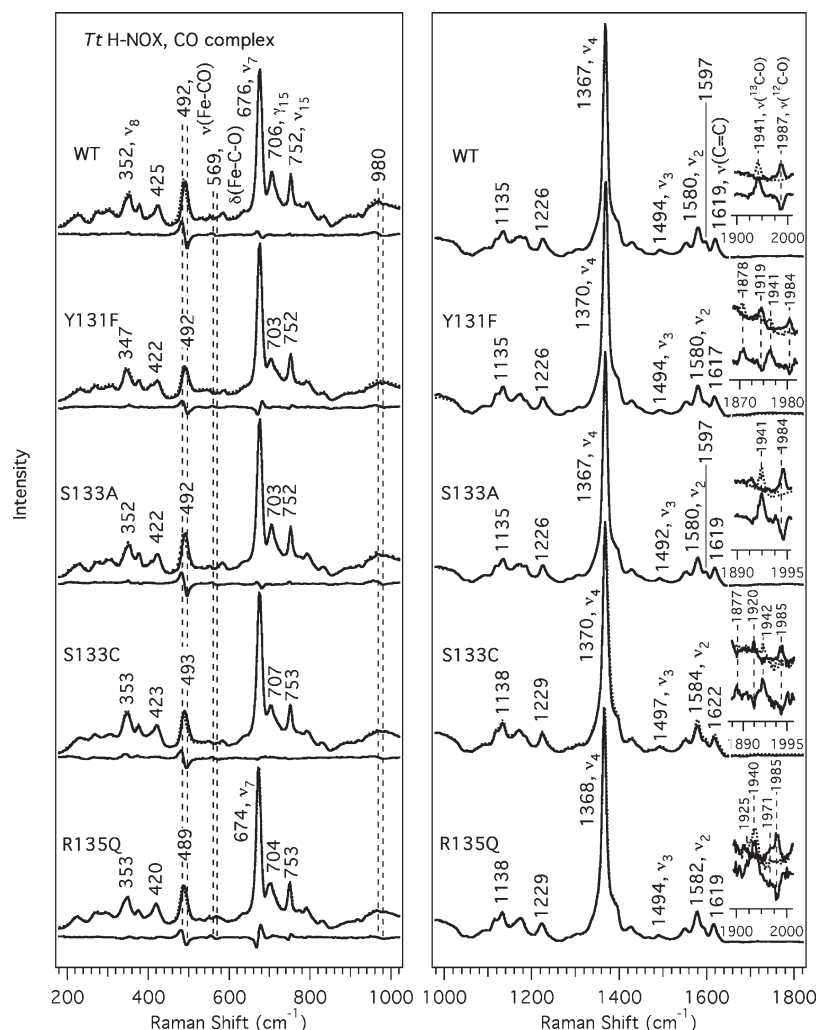 Tt H-NOX, CO complex
WT
352, ν8
425
492, ν(Fe-CO)
569, δ(Fe-C-O)
676, ν7
706, γ15
752, ν15
980
Y131F
347
422
492
703
752
S133A
352
422
492
703
752
S133C
353
423
493
707
753
R135Q
353
420
489
674, ν7
704
753
200
400
600
800
1000
Raman Shift (cm-1)
Intensity
WT
1135
1226
1367, ν4
1494, ν3
1580, ν2
1597
1619, ν(C=C)
1941, ν(13C-O)
1987, ν(12C-O)
1900
2000
Y131F
1135
1226
1370, ν4
1494, ν3
1580, ν2
1617
1878
1919
1941
1984
1870
1980
S133A
1135
1226
1367, ν4
1492, ν3
1580, ν2
1597
1619
1941
1984
1890
1995
S133C
1138
1229
1370, ν4
1497, ν3
1584, ν2
1622
1877
1920
1942
1985
1890
1995
R135Q
1138
1229
1368, ν4
1494, ν3
1582, ν2
1619
1925
1940
1971
1985
1900
2000
1000
1200
1400
1600
1800
Raman Shift (cm-1)